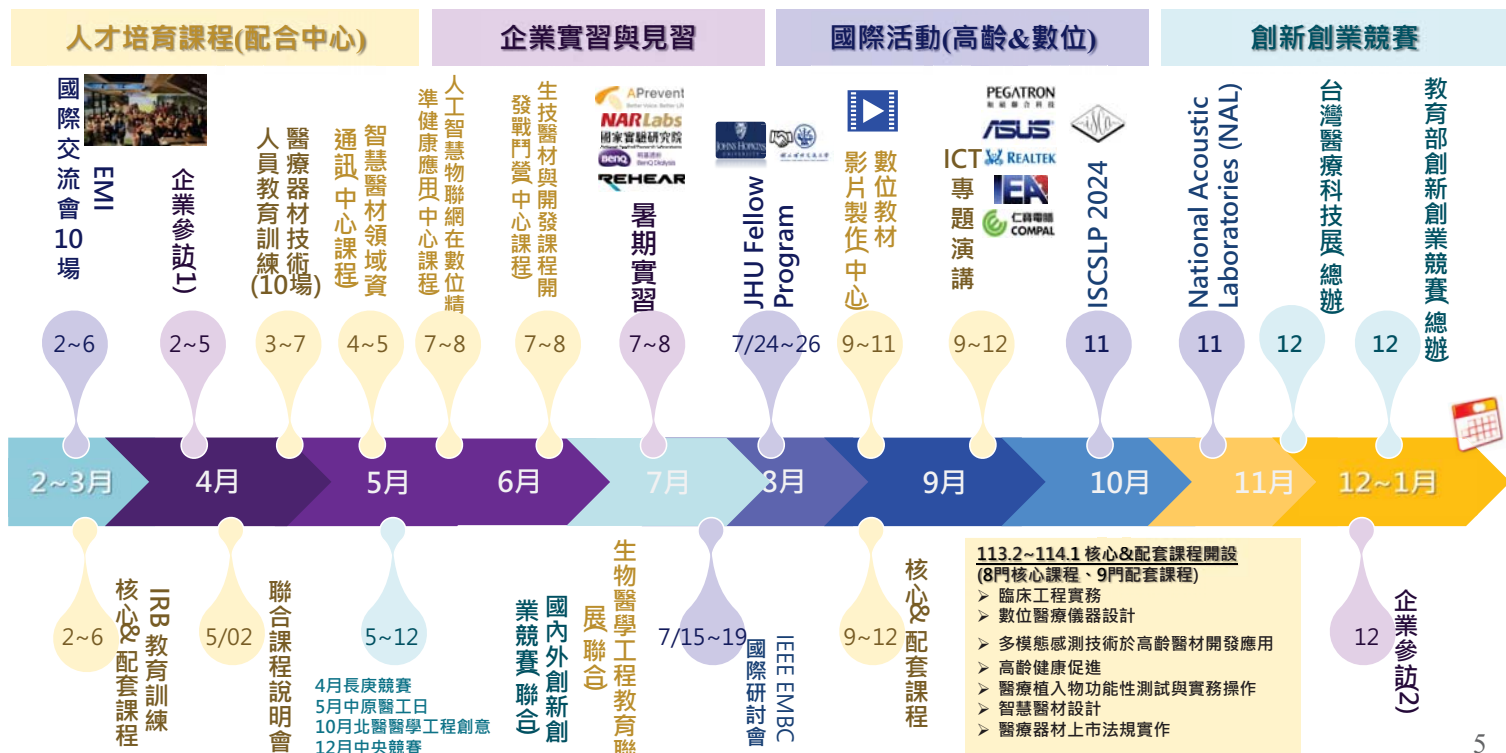 人才培育課程(配合中心)
企業實習與見習
國際活動(高齡&數位)
創新創業競賽
國際交流會10場
EMI
企業參訪(1)
醫療器材技術
人員教育訓練
(10場)
智慧醫材領域資
通訊(中心課程)
人工智慧物聯網在數位精
準健康應用(中心課程)
生技醫材與開發課程開
發戰鬥營(中心課程)
APrevent
Better Voice. Better Life
NARLabs
國家實驗研究院
BenQ
BenQ Dialysis
REHEAR
暑期實習
JOHNS HOPKINS
UNIVERSITY
JHU Fellow
Program
數位教材
影片製作(中心)
PEGATRON
ASUS
REALTEK
IEA
仁寶電腦
COMPAL
ICT
專題演講
ISCSLP 2024
National Acoustic
Laboratories (NAL)
台灣醫療科技展(總辦)
教育部創新創業競賽(總辦)
2~6
2~5
3~7
4~5
7~8
7~8
7~8
7/24~26
9~11
9~12
11
11
12
12
2~3月
4月
5月
6月
7月
8月
9月
10月
11月
12~1月
2~6
IRB教育訓練
核心&配套課程
5/02
聯合課程說明會
5~12
4月長庚競賽
5月中原醫工日
10月北醫醫學工程創意
12月中央競賽
國內外創新創
業競賽(聯合)
生物醫學工程教育聯
展(聯合)
7/15~19
IEEE EMBC
國際研討會
9~12
核心&配套課程
113.2~114.1 核心&配套課程開設
(8門核心課程、9門配套課程)
➢ 臨床工程實務
➢ 數位醫療儀器設計
➢ 多模態感測技術於高齡醫材開發應用
➢ 高齡健康促進
➢ 醫療植入物功能性測試與實務操作
➢ 智慧醫材設計
➢ 醫療器材上市法規實作
12
企業參訪(2)
5